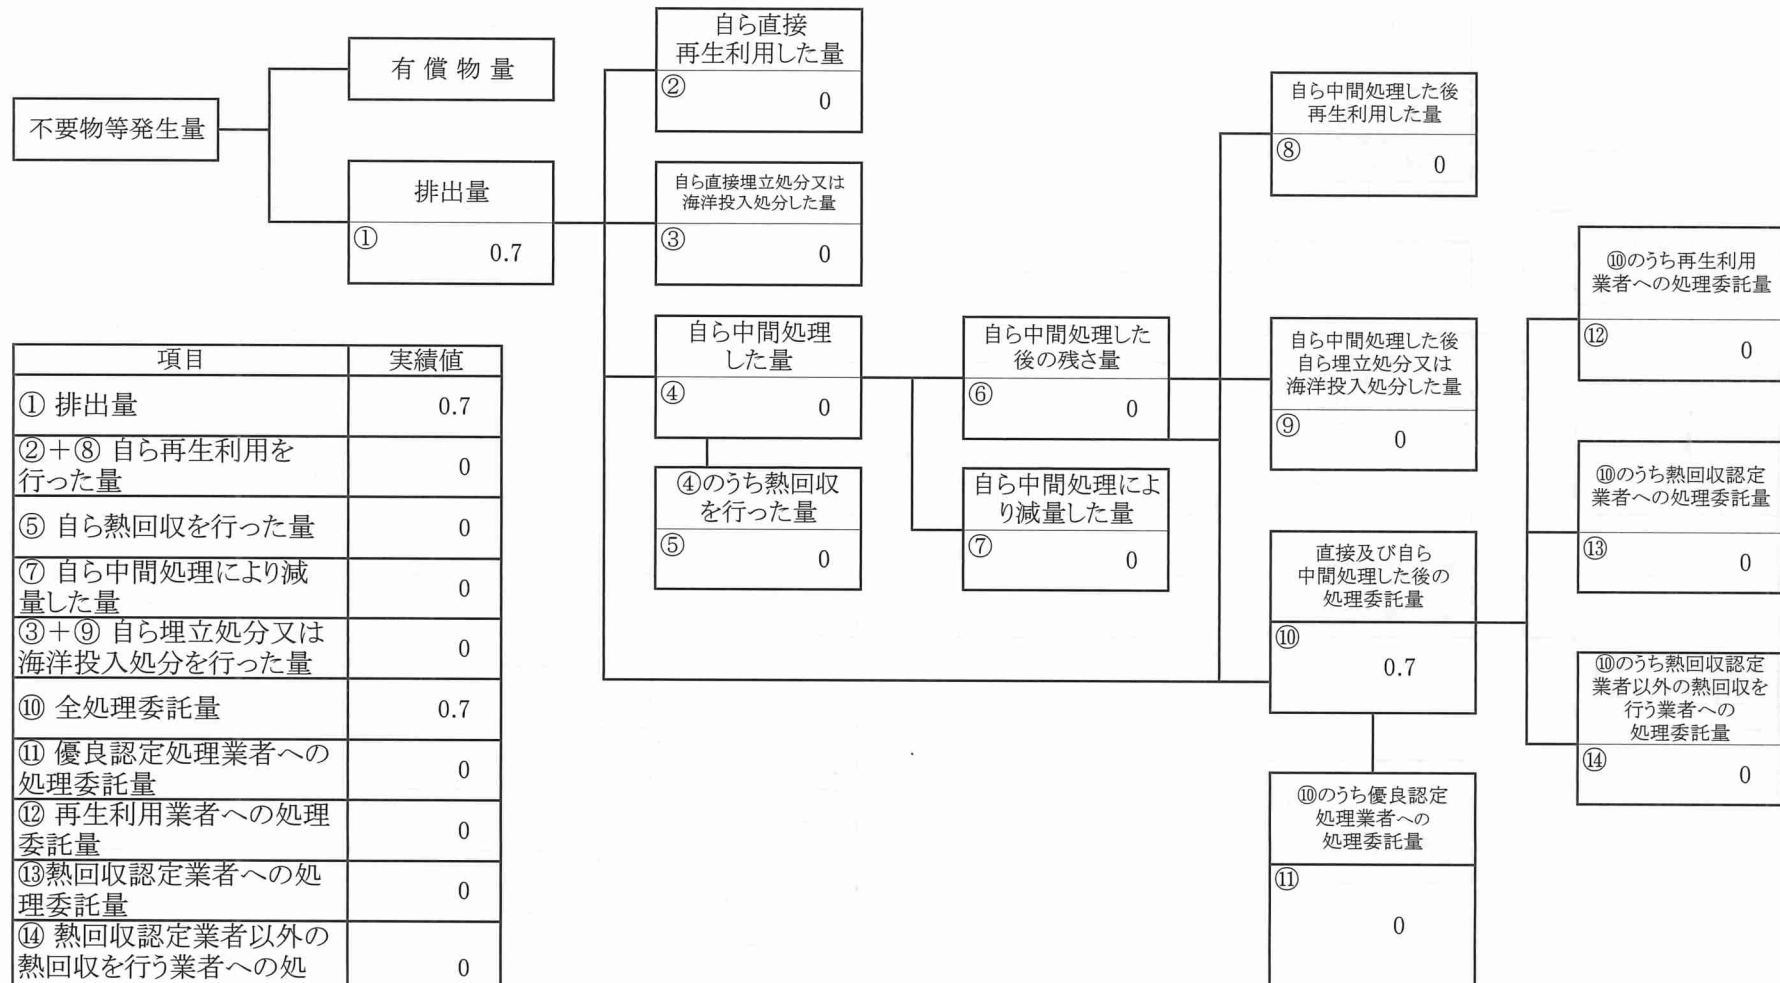 不要物等発生量
有償物量
排出量
①
0.7
自ら直接
再生利用した量
②
0
自ら直接埋立処分又は
海洋投入処分した量
③
0
自ら中間処理
した量
④
0
④のうち熱回収
を行った量
⑤
0
自ら中間処理した
後の残さ量
⑥
0
自ら中間処理によ
り減量した量
⑦
0
自ら中間処理した後
再生利用した量
⑧
0
自ら中間処理した後
自ら埋立処分又は
海洋投入処分した量
⑨
0
直接及び自ら
中間処理した後の
処理委託量
⑩
0.7
⑩のうち優良認定
処理業者への
処理委託量
⑪
0
⑩のうち再生利用
業者への処理委託量
⑫
0
⑩のうち熱回収認定
業者への処理委託量
⑬
0
⑩のうち熱回収認定
業者以外の熱回収を
行う業者への
処理委託量
⑭
0
項目 実績値
① 排出量 0.7
②+⑧ 自ら再生利用を
行った量 0
⑤ 自ら熱回収を行った量 0
⑦ 自ら中間処理により減
量した量 0
③+⑨ 自ら埋立処分又は
海洋投入処分を行った量 0
⑩ 全処理委託量 0.7
⑪ 優良認定処理業者への
処理委託量 0
⑫ 再生利用業者への処理
委託量 0
⑬熱回収認定業者への処
理委託量 0
⑭ 熱回収認定業者以外の
熱回収を行う業者への処 0